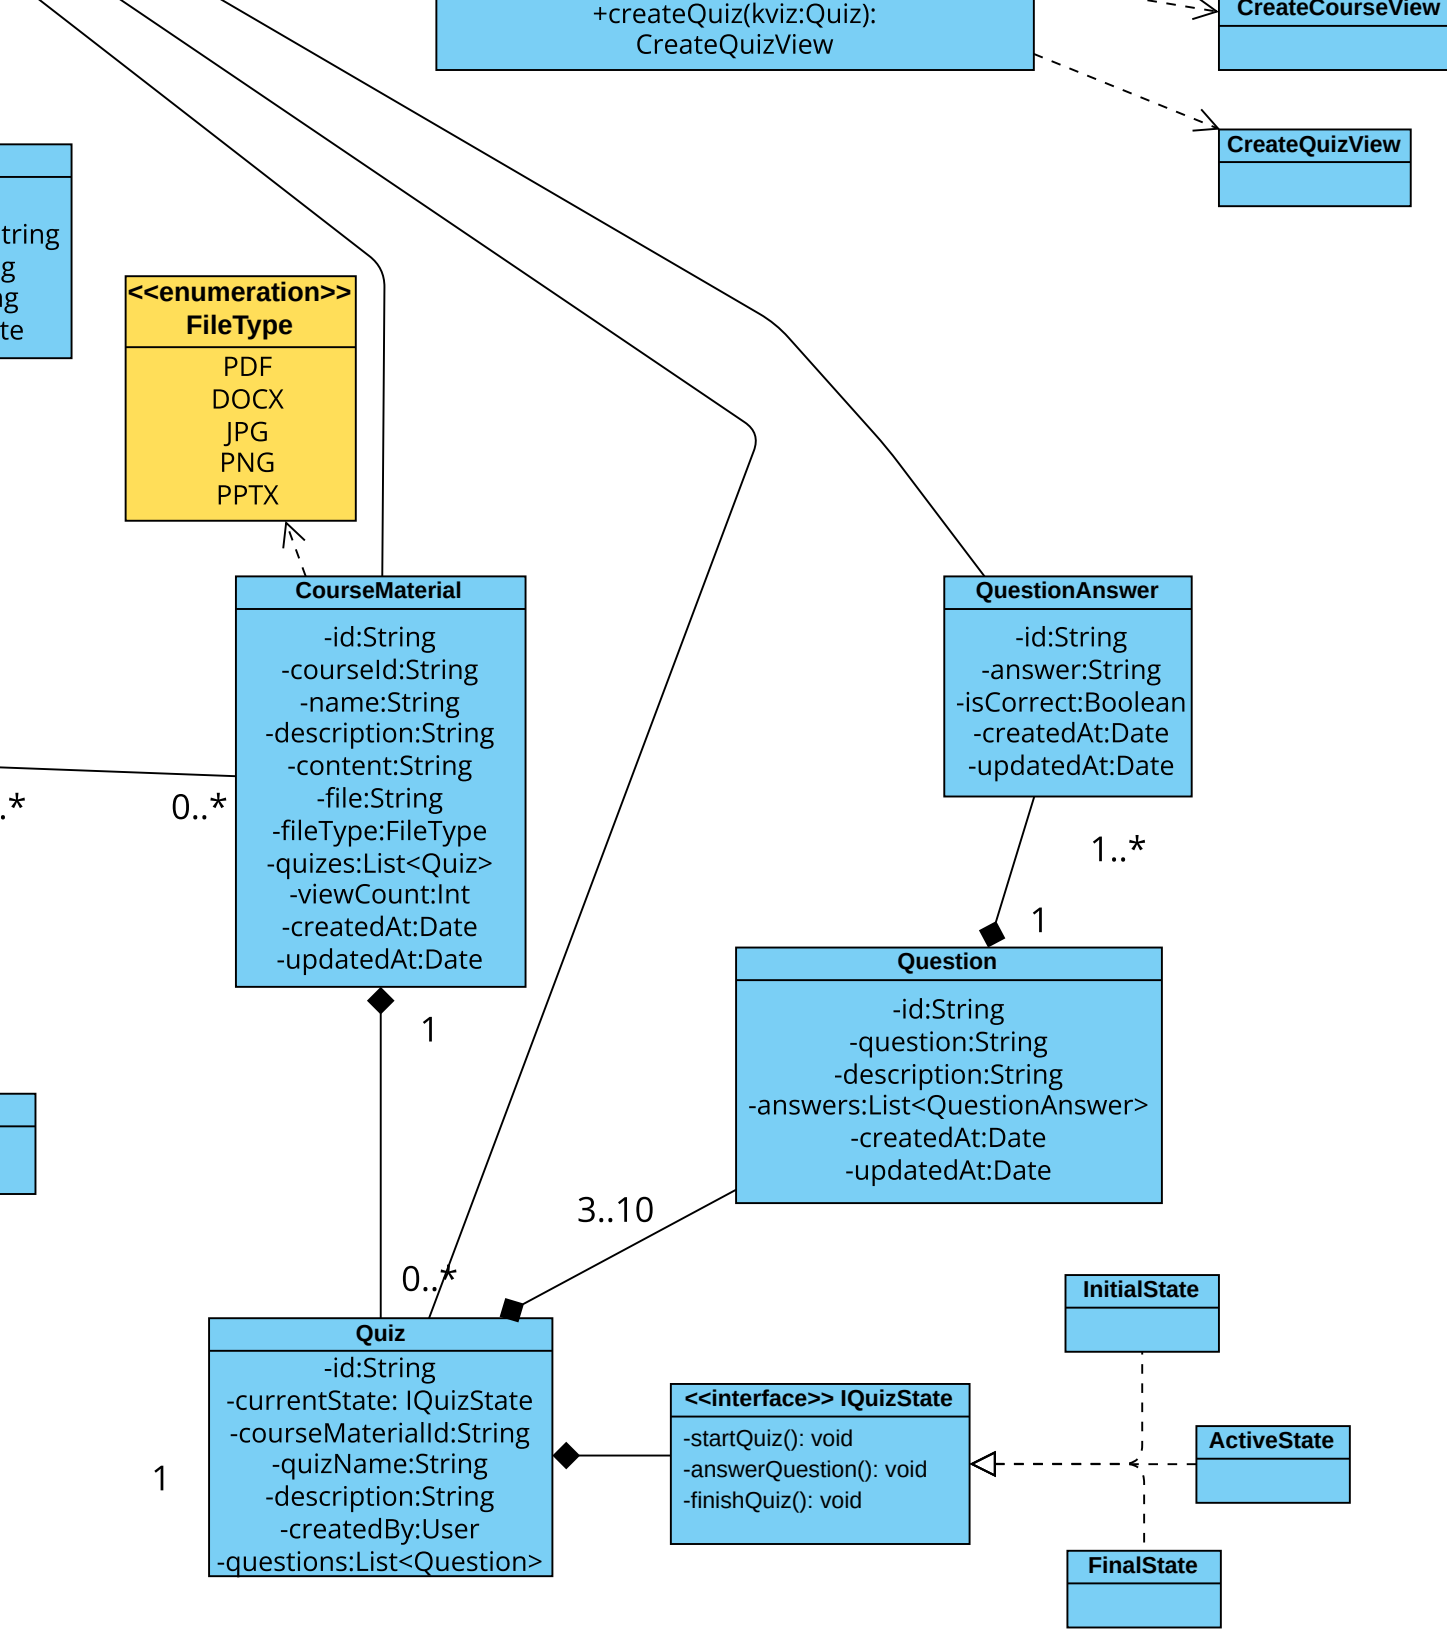 +createQuiz(kviz:Quiz):
CreateQuizView
CreateCourseView
CreateQuizView
tring
g
te
<<enumeration>>
FileType
PDF
DOCX
JPG
PNG
PPTX
CourseMaterial
-id:String
-courseId:String
-name:String
-description:String
-content:String
-file:String
-fileType:FileType
-quizes:List<Quiz>
-viewCount:Int
-createdAt:Date
-updatedAt:Date
.*
0..*
1
QuestionAnswer
-id:String
-answer:String
-isCorrect:Boolean
-createdAt:Date
-updatedAt:Date
1..*
1
Question
-id:String
-question:String
-description:String
-answers:List<QuestionAnswer>
-createdAt:Date
-updatedAt:Date
3..10
0..*
Quiz
-id:String
-currentState: IQuizState
-courseMaterialId:String
-quizName:String
-description:String
-createdBy:User
-questions:List<Question>
1
<<interface>> IQuizState
-startQuiz(): void
-answerQuestion(): void
-finishQuiz(): void
InitialState
ActiveState
FinalState